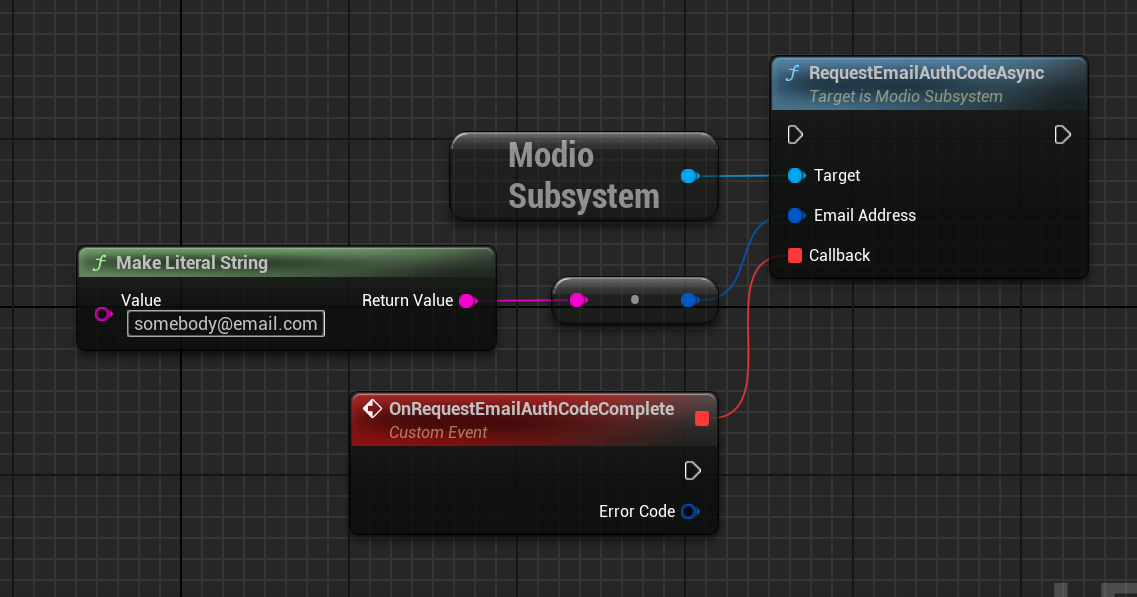 RequestEmailAuthCodeAsync
Target is Modio Subsystem
Target
Email Address
Callback
Modio
Subsystem
Make Literal String
Value
somebody@email.com
Return Value
OnRequestEmailAuthCodeComplete
Custom Event
Error Code